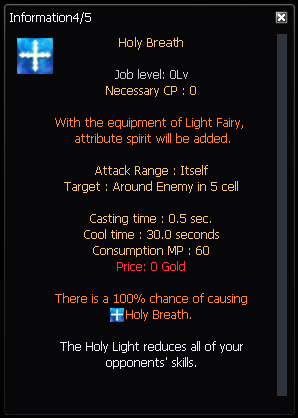 Information4/5
Holy Breath
Job level: 0Lv
Necessary CP : 0
With the equipment of Light Fairy,
attribute spirit will be added.
Attack Range : Itself
Target : Around Enemy in 5 cell
Casting time : 0.5 sec.
Cool time : 30.0 seconds
Consumption MP : 60
Price: 0 Gold
There is a 100% chance of causing
Holy Breath.
The Holy Light reduces all of your
opponents' skills.